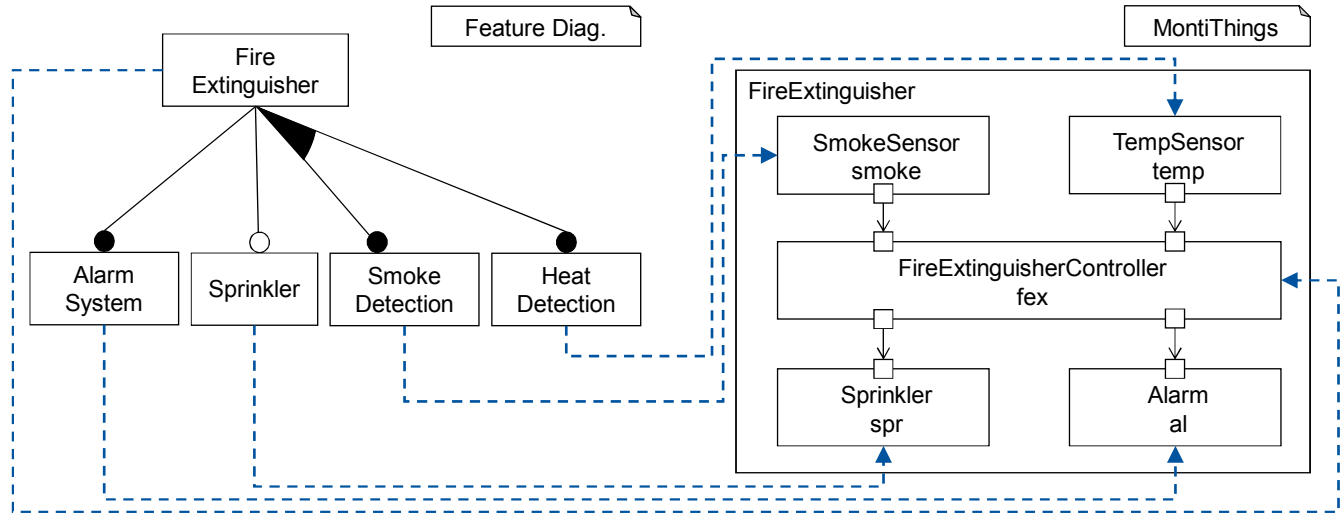 Feature Diag.
MontiThings
Fire
Extinguisher
Alarm
System
Sprinkler
Smoke
Detection
Heat
Detection
FireExtinguisher
SmokeSensor
smoke
TempSensor
temp
FireExtinguisherController
fex
Sprinkler
spr
Alarm
al